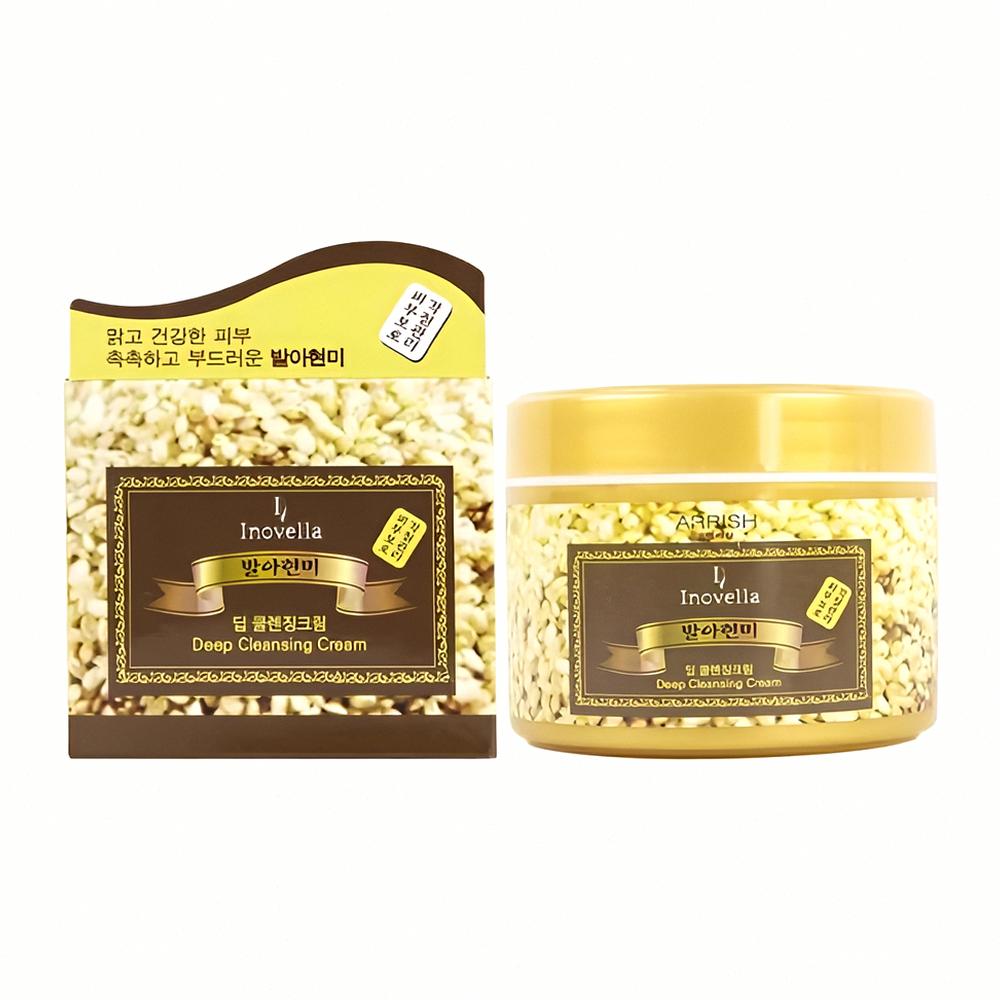 맑고 건강한 피부
촉촉하고 부드러운 발아현미
Inovella
발아현미
딥 클렌징크림
Deep Cleansing Cream
ARRISH
Inovella
발아현미
딥 클렌징크림
Deep Cleansing Cream